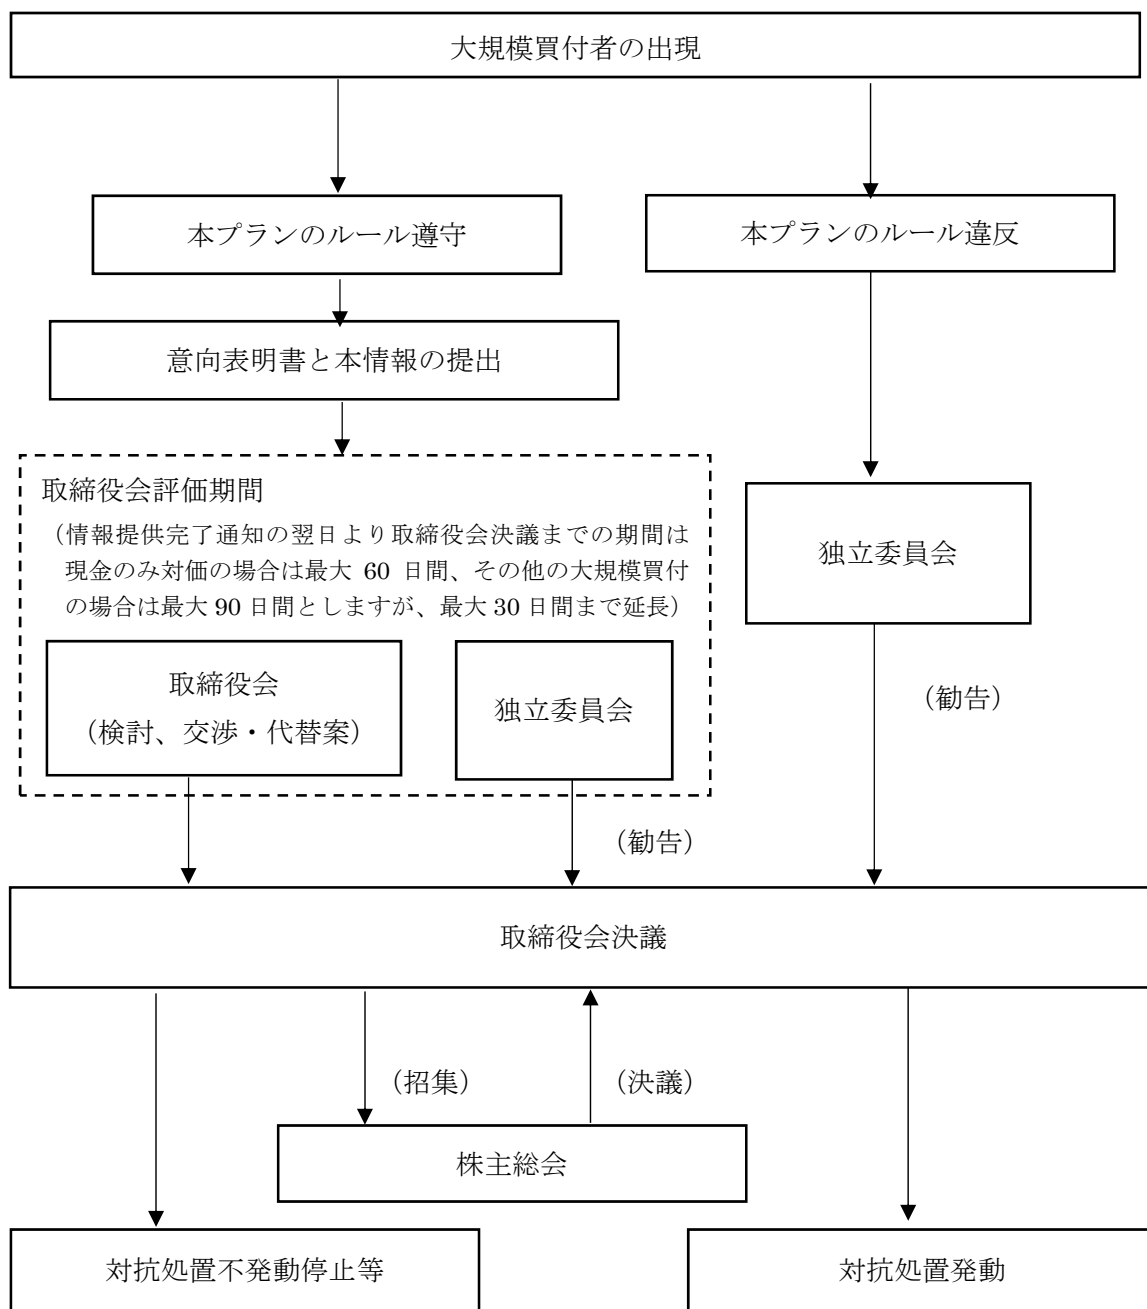 大規模買付者の出現
本プランのルール遵守
本プランのルール違反
意向表明書と本情報の提出
取締役会評価期間
（情報提供完了通知の翌日より取締役会決議までの期間は
現金のみ対価の場合は最大 60 日間、その他の大規模買付
の場合は最大 90 日間としますが、最大 30 日間まで延長）
独立委員会
取締役会
（検討、交渉・代替案）
独立委員会
（勧告）
（勧告）
取締役会決議
（招集）
（決議）
株主総会
対抗処置不発動停止等
対抗処置発動